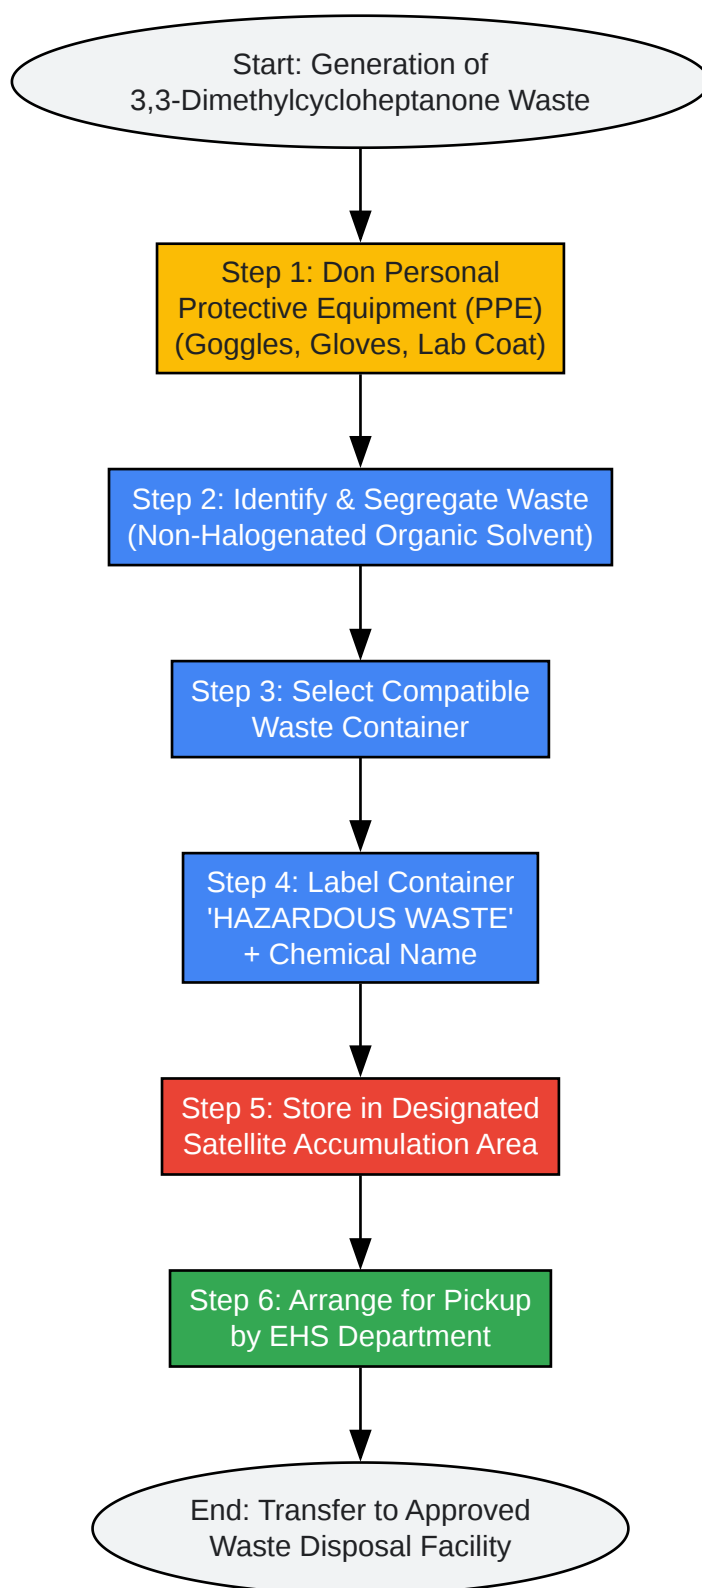 Start: Generation of
3,3-Dimethylcycloheptanone Waste
Step 1: Don Personal
Protective Equipment (PPE)
(Goggles, Gloves, Lab Coat)
Step 2: Identify & Segregate Waste
(Non-Halogenated Organic Solvent)
Step 3: Select Compatible
Waste Container
Step 4: Label Container
'HAZARDOUS WASTE'
+ Chemical Name
Step 5: Store in Designated
Satellite Accumulation Area
Step 6: Arrange for Pickup
by EHS Department
End: Transfer to Approved
Waste Disposal Facility